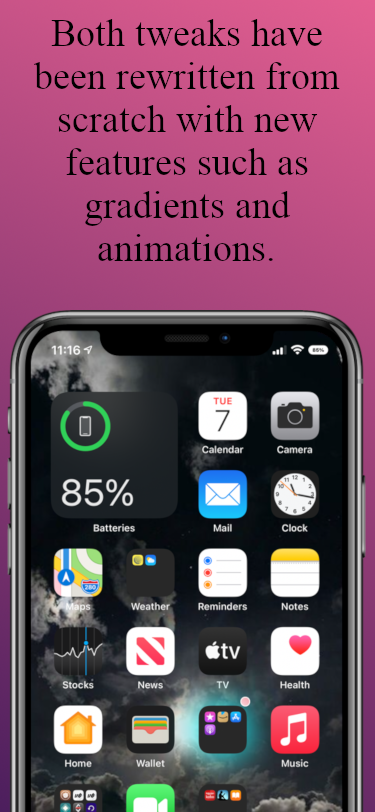 Both tweaks have
been rewritten from
scratch with new
features such as
gradients and
animations.
11:16
85%
TUE
7
Calendar
Camera
85%
Batteries
Mail
Clock
Maps
Weather
Reminders
Notes
280
tv
Stocks
News
TV
Health
Home
Wallet
Music